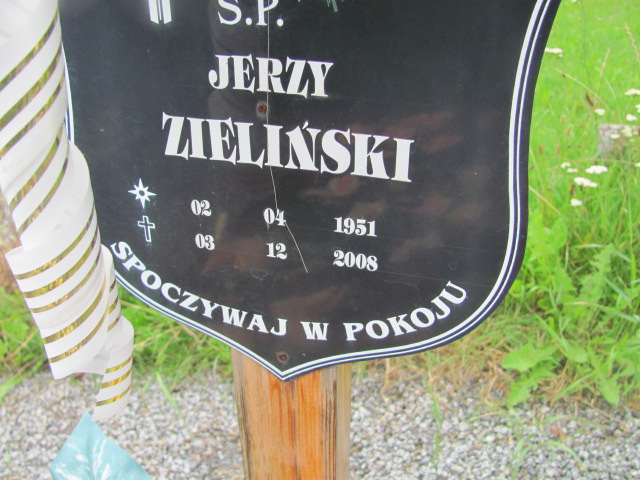 Ś.P.
JERZY
ZIELIŃSKI
02 04 1951
03 12 2008
SPOCZYWAJ W POKOJU